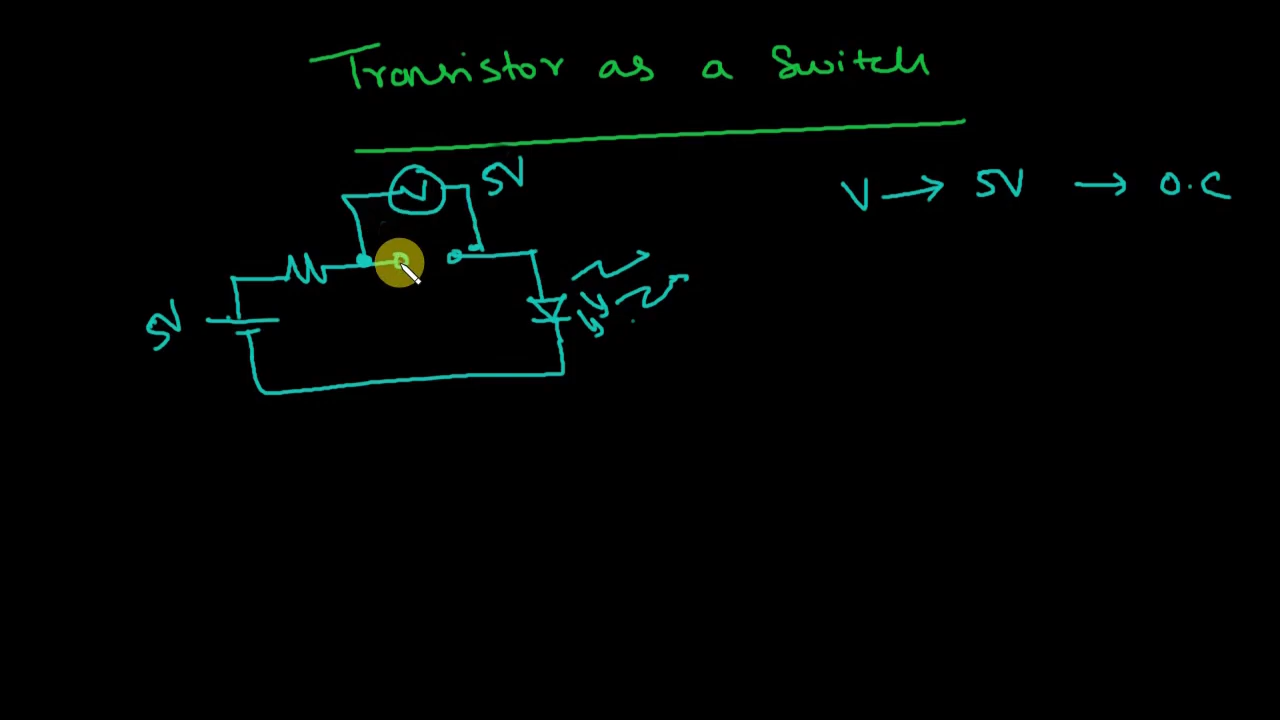 Transistor as a Switch
5V
V → 5V → O.C
V
5V